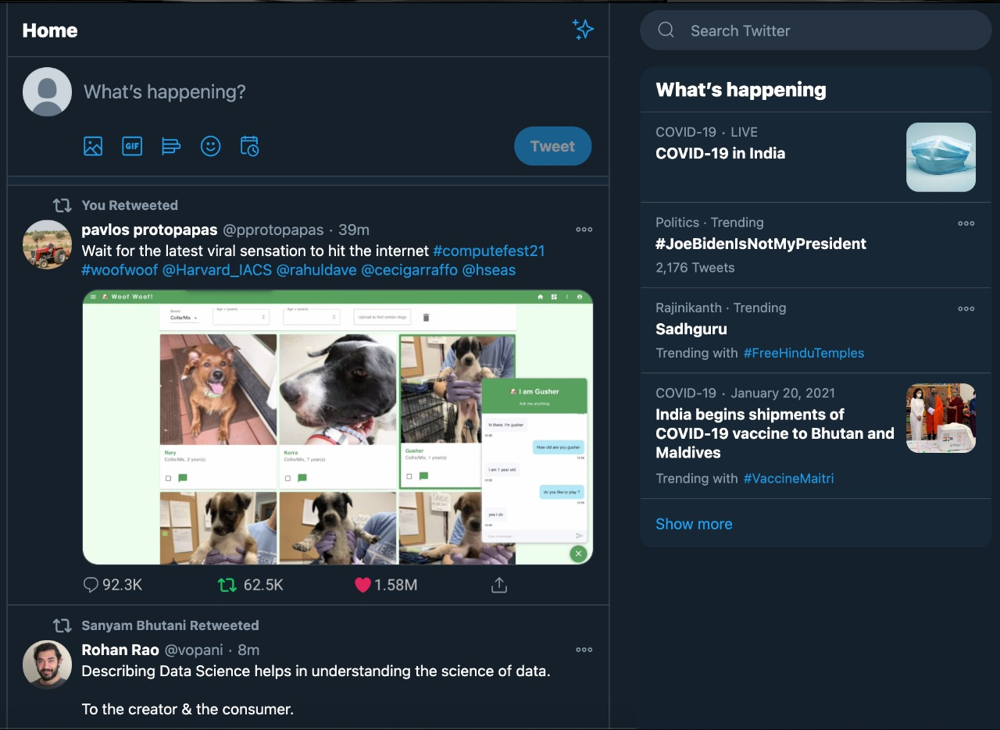 Home
What's happening?
GIF
Tweet
You Retweeted
pavlos protopapas @pprotopapas · 39m
Wait for the latest viral sensation to hit the internet #computefest21
#woofwoof @Harvard_IACS @rahuldave @cecigarraffo @hseas
Woof Woof!
Breed
Collie/Mix
Age > (years)
Age < (years)
Upload to find similar dogs
Rory
Collie/Mix, 2 year(s)
Korra
Collie/Mix, 7 year(s)
Gusher
Collie/Mix, 1 year(s)
I am Gusher
Ask me anything
hi there, i'm gusher
How old are you gusher
i am 1 year old
do you like to play ?
yes i do
Type a message
92.3K
62.5K
1.58M
Sanyam Bhutani Retweeted
Rohan Rao @vopani · 8m
Describing Data Science helps in understanding the science of data.
To the creator & the consumer.
Search Twitter
What's happening
COVID-19 · LIVE
COVID-19 in India
Politics · Trending
#JoeBidenIsNotMyPresident
2,176 Tweets
Rajinikanth · Trending
Sadhguru
Trending with #FreeHinduTemples
COVID-19 · January 20, 2021
India begins shipments of
COVID-19 vaccine to Bhutan and
Maldives
Trending with #VaccineMaitri
Show more